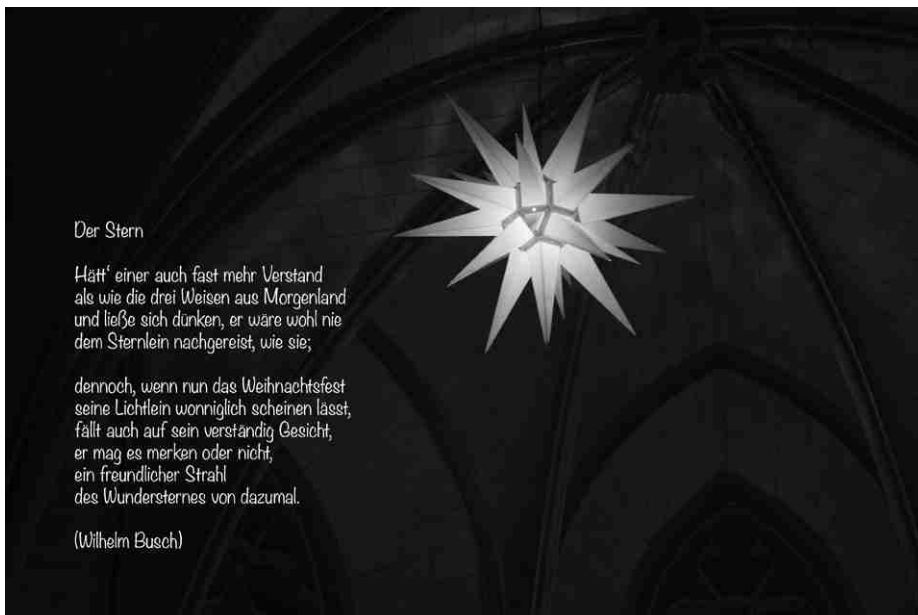 Der Stern
Hätt' einer auch fast mehr Verstand
als wie die drei Weisen aus Morgenland
und ließe sich dünken, er wäre wohl nie
dem Sternlein nachgereist, wie sie;
dennoch, wenn nun das Weihnachtsfest
seine Lichtlein wonniglich scheinen lässt,
fällt auch auf sein verständig Gesicht,
er mag es merken oder nicht,
ein freundlicher Strahl
des Wundersternes von dazumal.
(Wilhelm Busch)